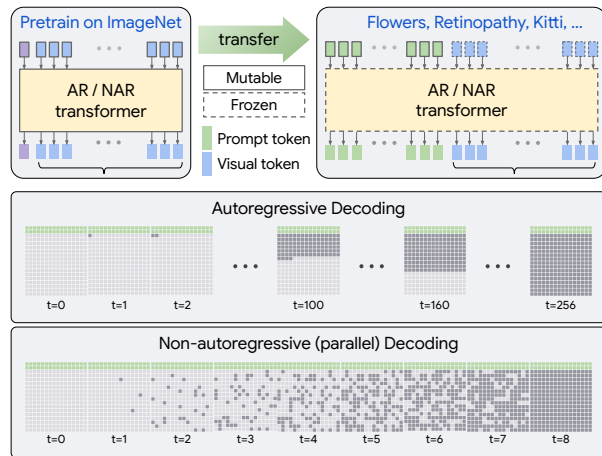 Pretrain on ImageNet
transfer
Flowers, Retinopathy, Kitti, ...
AR / NAR
transformer
Mutable
Frozen
Prompt token
Visual token
AR / NAR
transformer
Autoregressive Decoding
t=0 t=1 t=2 t=100 t=160 t=256
Non-autoregressive (parallel) Decoding
t=0 t=1 t=2 t=3 t=4 t=5 t=6 t=7 t=8